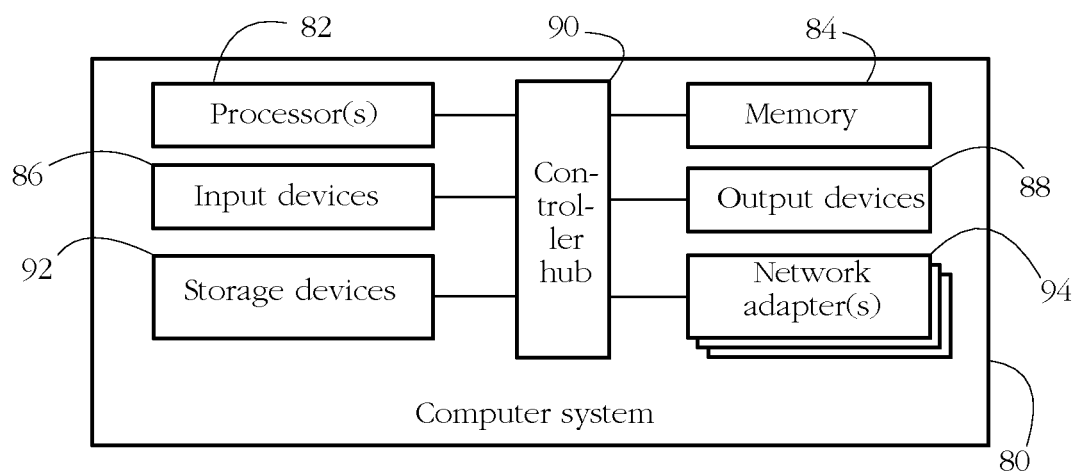 82
90
84
Processor(s)
Memory
86
Input devices
Con-
trol-
ler
hub
Output devices
88
92
Storage devices
Network
adapter(s)
94
Computer system
80